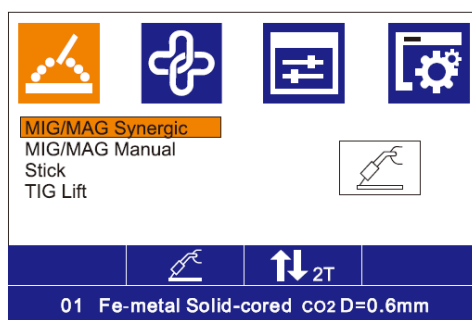 MIG/MAG Synergic
MIG/MAG Manual
Stick
TIG Lift
2T
01 Fe-metal Solid-cored CO2 D=0.6mm